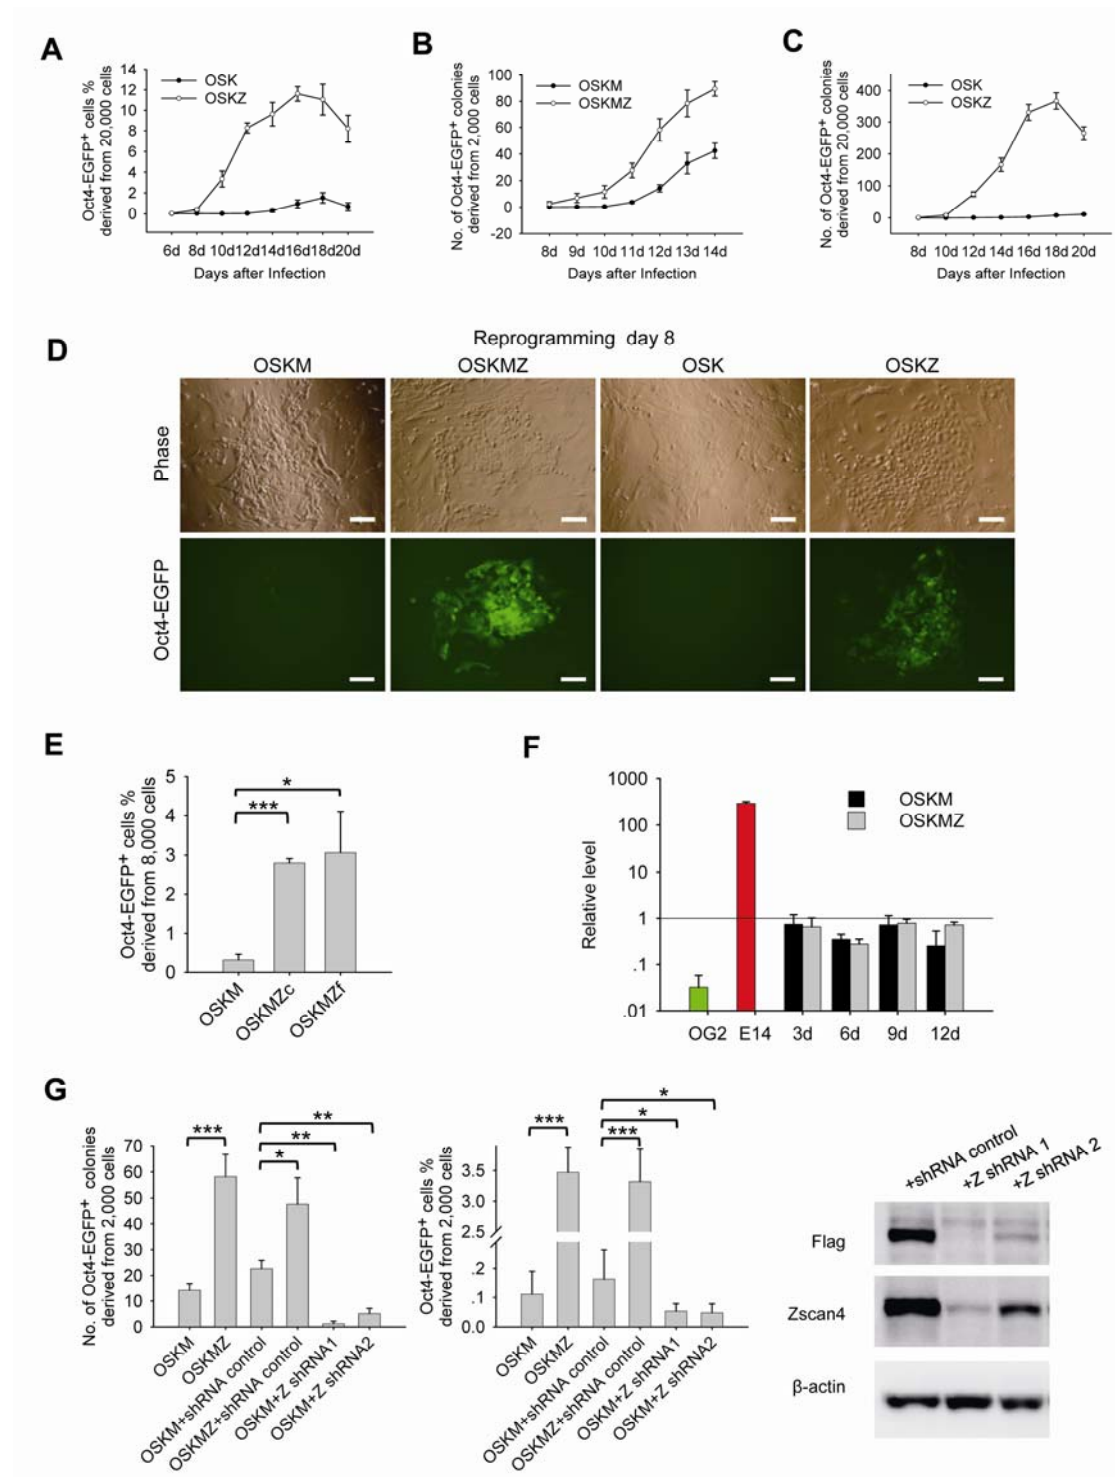 A
Oct4-EGFP+ cells %
derived from 20,000 cells
14
12
10
8
6
4
2
0
OSK
OSKZ
6d 8d 10d12d14d16d18d20d
Days after Infection
B
No. of Oct4-EGFP+ colonies
derived from 2,000 cells
100
80
60
40
20
0
-20
OSKM
OSKMZ
8d 9d 10d 11d 12d 13d 14d
Days after Infection
C
No. of Oct4-EGFP+ colonies
derived from 20,000 cells
400
300
200
100
0
OSK
OSKZ
8d 10d 12d 14d 16d 18d 20d
Days after Infection
D
Reprogramming day 8
OSKM OSKMZ OSK OSKZ
Phase
Oct4-EGFP
E
Oct4-EGFP+ cells %
derived from 8,000 cells
5
4
3
2
1
0
*
***
OSKM
OSKMZc
OSKMZf
F
Relative level
1000
100
10
1
.1
.01
OSKM
OSKMZ
OG2 E14 3d 6d 9d 12d
G
No. of Oct4-EGFP+ colonies
derived from 2,000 cells
70
60
50
40
30
20
10
0
***
**
**
*
OSKM
OSKMZ
OSKM+shRNA control
OSKMZ+shRNA control
OSKM+Z shRNA1
OSKM+Z shRNA2
Oct4-EGFP+ cells %
derived from 2,000 cells
3.5
3.0
2.5
.2
.1
0.0
***
*
*
***
OSKM
OSKMZ
OSKM+shRNA control
OSKMZ+shRNA control
OSKM+Z shRNA1
OSKM+Z shRNA2
+shRNA control
+Z shRNA 1
+Z shRNA 2
Flag
Zscan4
β-actin